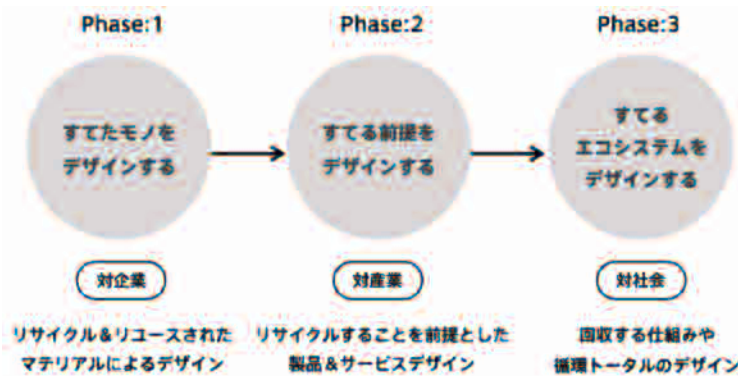 Phase:1
すてたモノを
デザインする
対企業
リサイクル&リユースされた
マテリアルによるデザイン
Phase:2
すてる前提を
デザインする
対産業
リサイクルすることを前提とした
製品&サービスデザイン
Phase:3
すてる
エコシステムを
デザインする
対社会
回収する仕組みや
循環トータルのデザイン